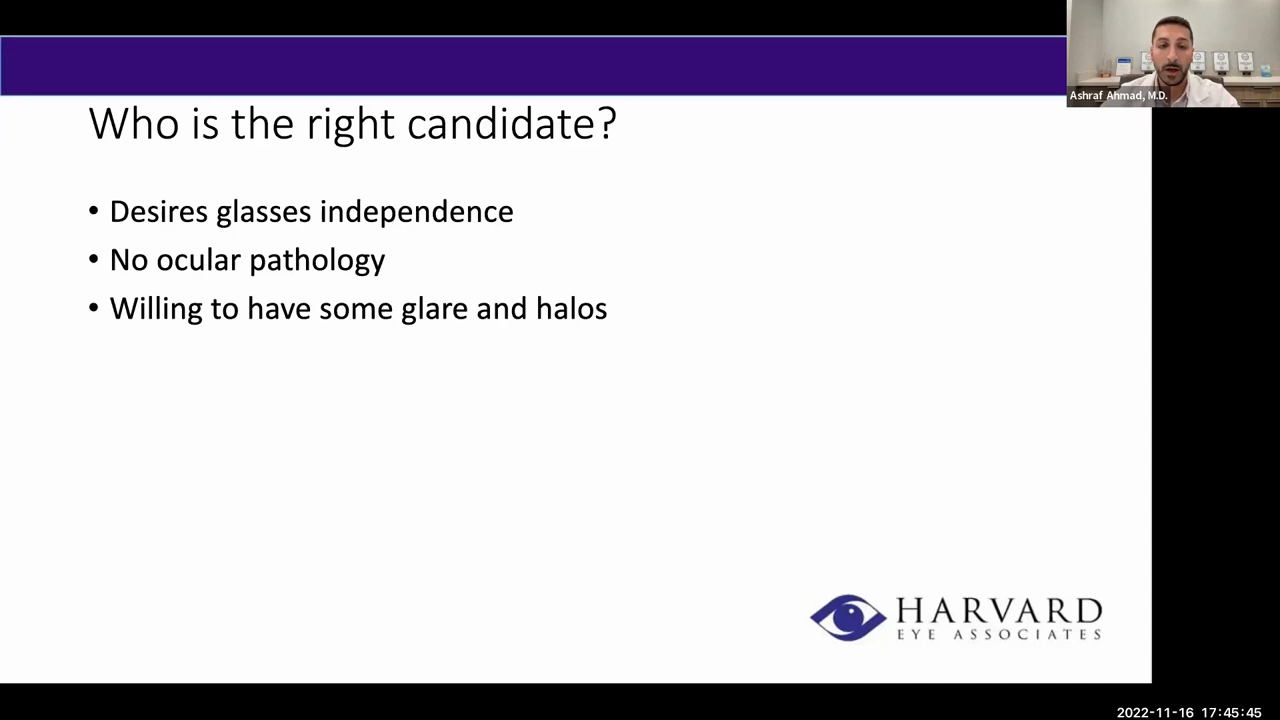 Ashraf Ahmad, M.D.
Who is the right candidate?
• Desires glasses independence
• No ocular pathology
• Willing to have some glare and halos
HARVARD
EYE ASSOCIATES
2022-11-16 17:45:45